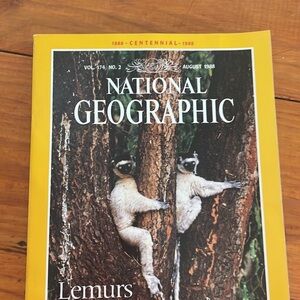 1888 - CENTENNIAL - 1988
VOL. 174, NO. 2 AUGUST 1988
NATIONAL
GEOGRAPHIC
Lemurs